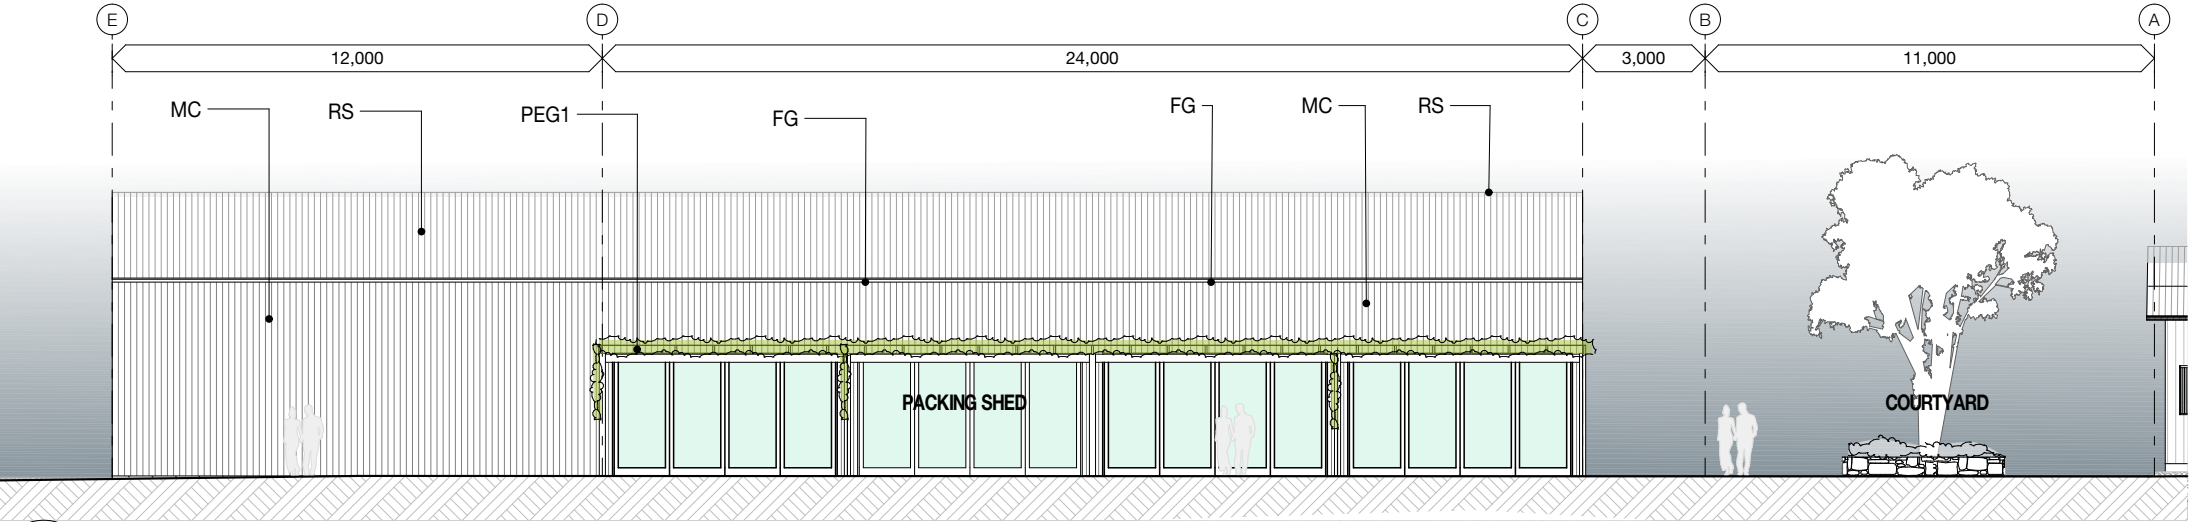 E D C B A
12,000 24,000 3,000 11,000
MC RS PEG1 FG FG MC RS
PACKING SHED COURTYARD